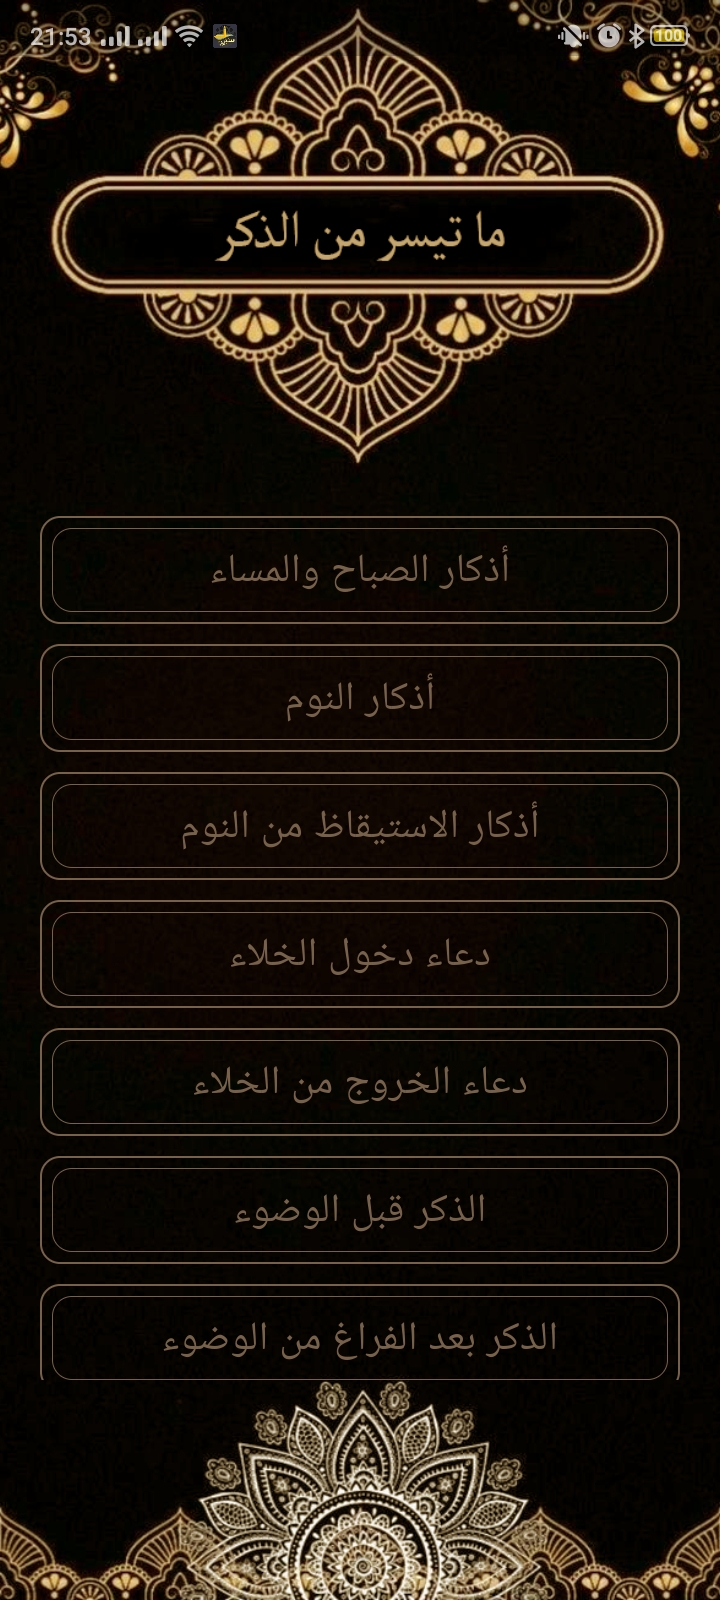 21:53
100
ما تيسر من الذكر
أذكار الصباح والمساء
أذكار النوم
أذكار الاستيقاظ من النوم
دعاء دخول الخلاء
دعاء الخروج من الخلاء
الذكر قبل الوضوء
الذكر بعد الفراغ من الوضوء